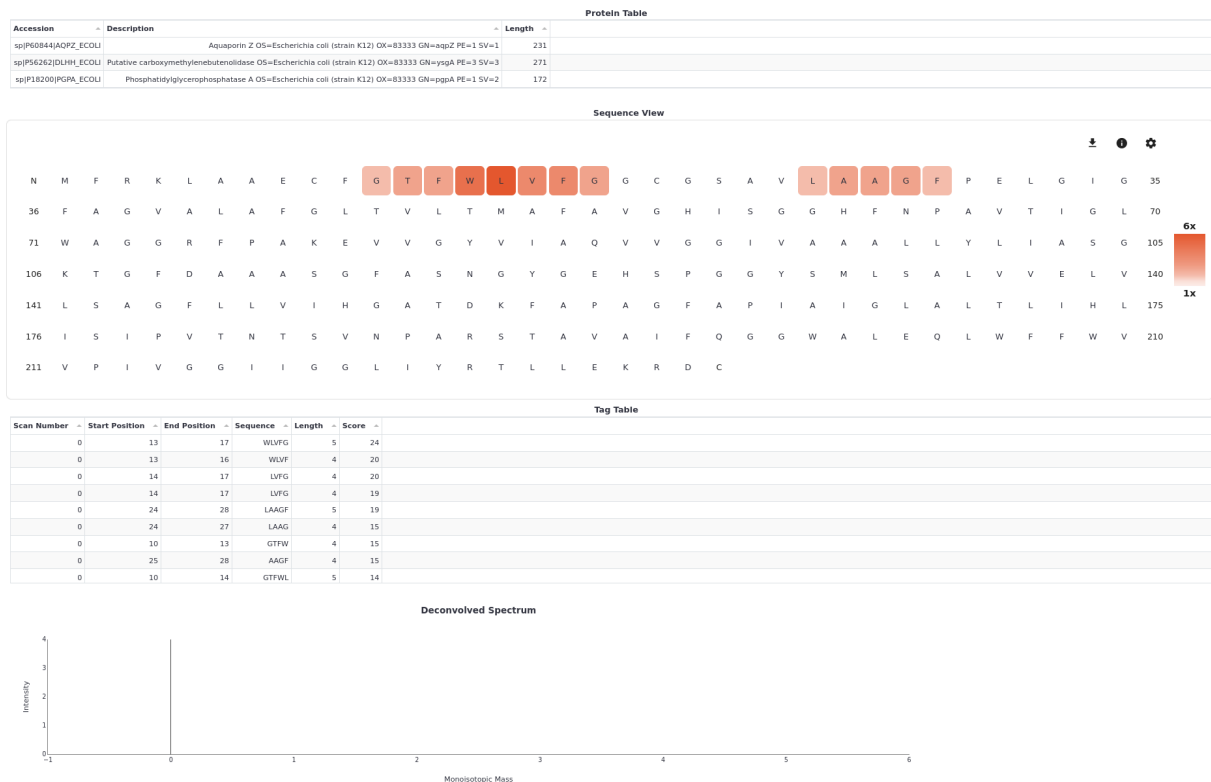 Protein Table
Accession Description Length
sp|P60844|AQPZ_ECOLI Aquaporin Z OS=Escherichia coli (strain K12) OX=83333 GN=aqpZ PE=1 SV=1 231
sp|P56262|DLHH_ECOLI Putative carboxymethylenebutenolidase OS=Escherichia coli (strain K12) OX=83333 GN=ysgA PE=3 SV=3 271
sp|P18200|PGPA_ECOLI Phosphatidylglycerophosphatase A OS=Escherichia coli (strain K12) OX=83333 GN=pgpA PE=1 SV=2 172
Sequence View
N M F R K L A A E C F G T F W L V F G G C G S A V L A A G F P E L G I G 35
36 F A G V A L A F G L T V L T M A F A V G H I S G G H F N P A V T I G L 70
71 W A G G R F P A K E V V G Y V I A Q V V G G I V A A A L L Y L I A S G 105
106 K T G F D A A A S G F A S N G Y G E H S P G G Y S M L S A L V V E L V 140
141 L S A G F L L V I H G A T D K F A P A G F A P I A I G L A L T L I H L 175
176 I S I P V T N T S V N P A R S T A V A I F Q G G W A L E Q L W F F W V 210
211 V P I V G G I I G G L I Y R T L L E K R D C
6x
1x
Tag Table
Scan Number Start Position End Position Sequence Length Score
0 13 17 WLVFG 5 24
0 13 16 WLVF 4 20
0 14 17 LVFG 4 20
0 14 17 LVFG 4 19
0 24 28 LAAGF 5 19
0 24 27 LAAG 4 15
0 10 13 GTFW 4 15
0 25 28 AAGF 4 15
0 10 14 GTFWL 5 14
Deconvolved Spectrum
4
3
2
1
0
Intensity
−1 0 1 2 3 4 5 6
Monoisotopic Mass